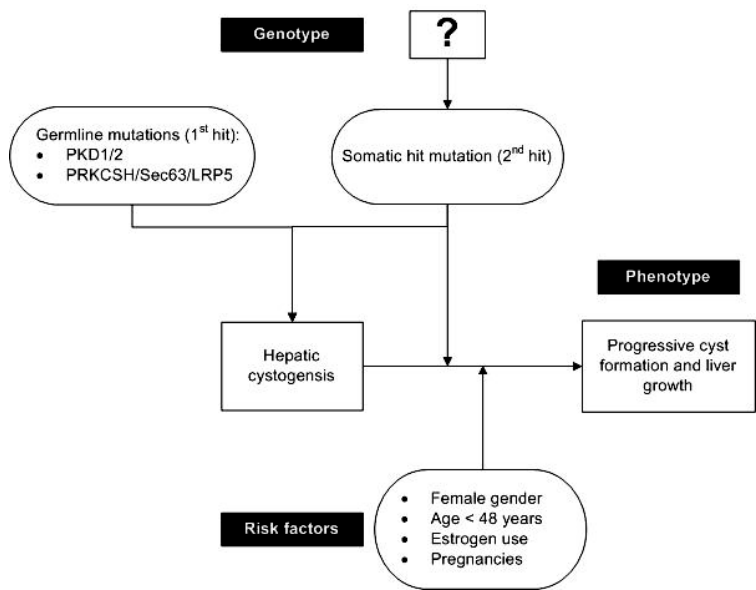 Genotype
?
Germline mutations (1st hit):
• PKD1/2
• PRKCSH/Sec63/LRP5
Somatic hit mutation (2nd hit)
Phenotype
Hepatic
cystogensis
Progressive cyst
formation and liver
growth
Risk factors
• Female gender
• Age < 48 years
• Estrogen use
• Pregnancies